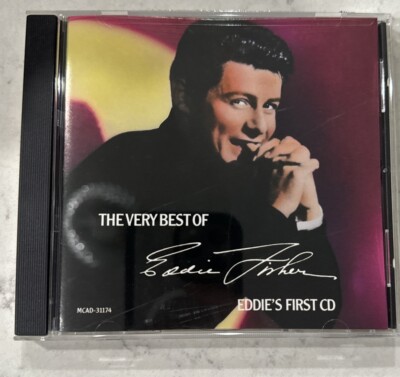 THE VERY BEST OF
Eddie Fisher
EDDIE'S FIRST CD
MCAD-31174